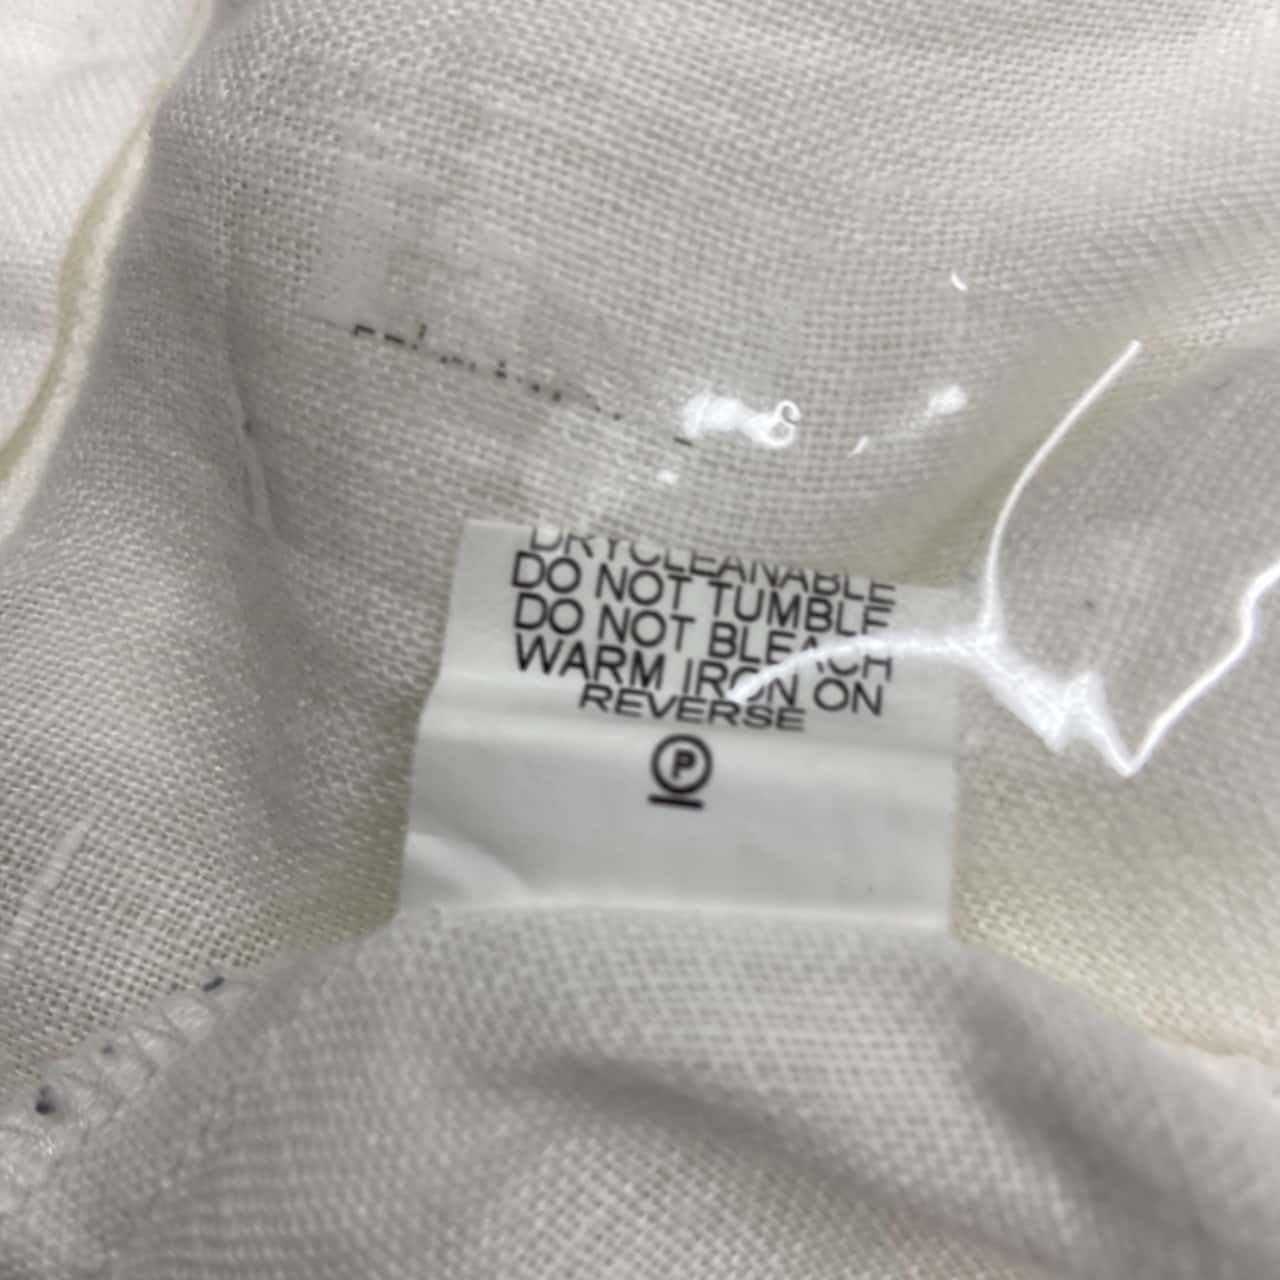 DRYCLEANABLE
DO NOT TUMBLE
DO NOT BLEACH
WARM IRON ON
REVERSE
P